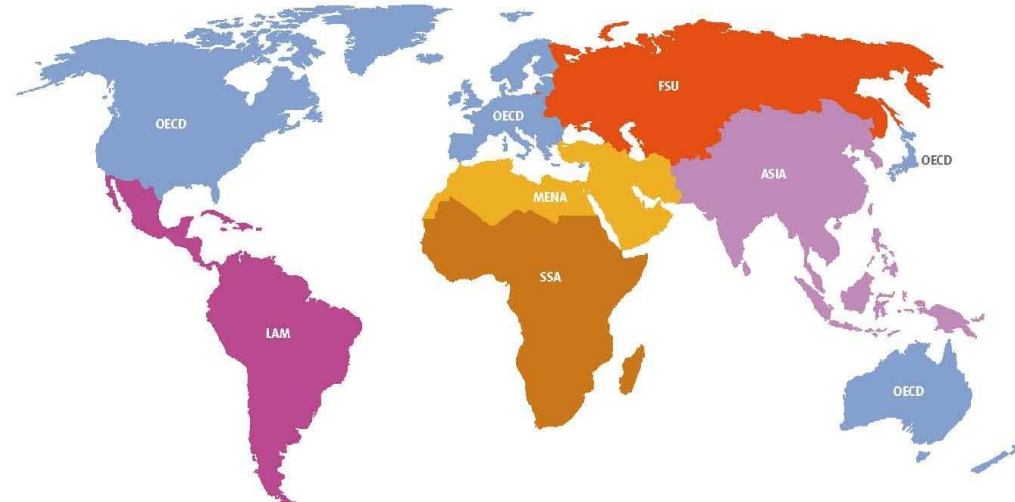 FSU
OECD
OECD
OECD
ASIA
MENA
SSA
LAM
OECD